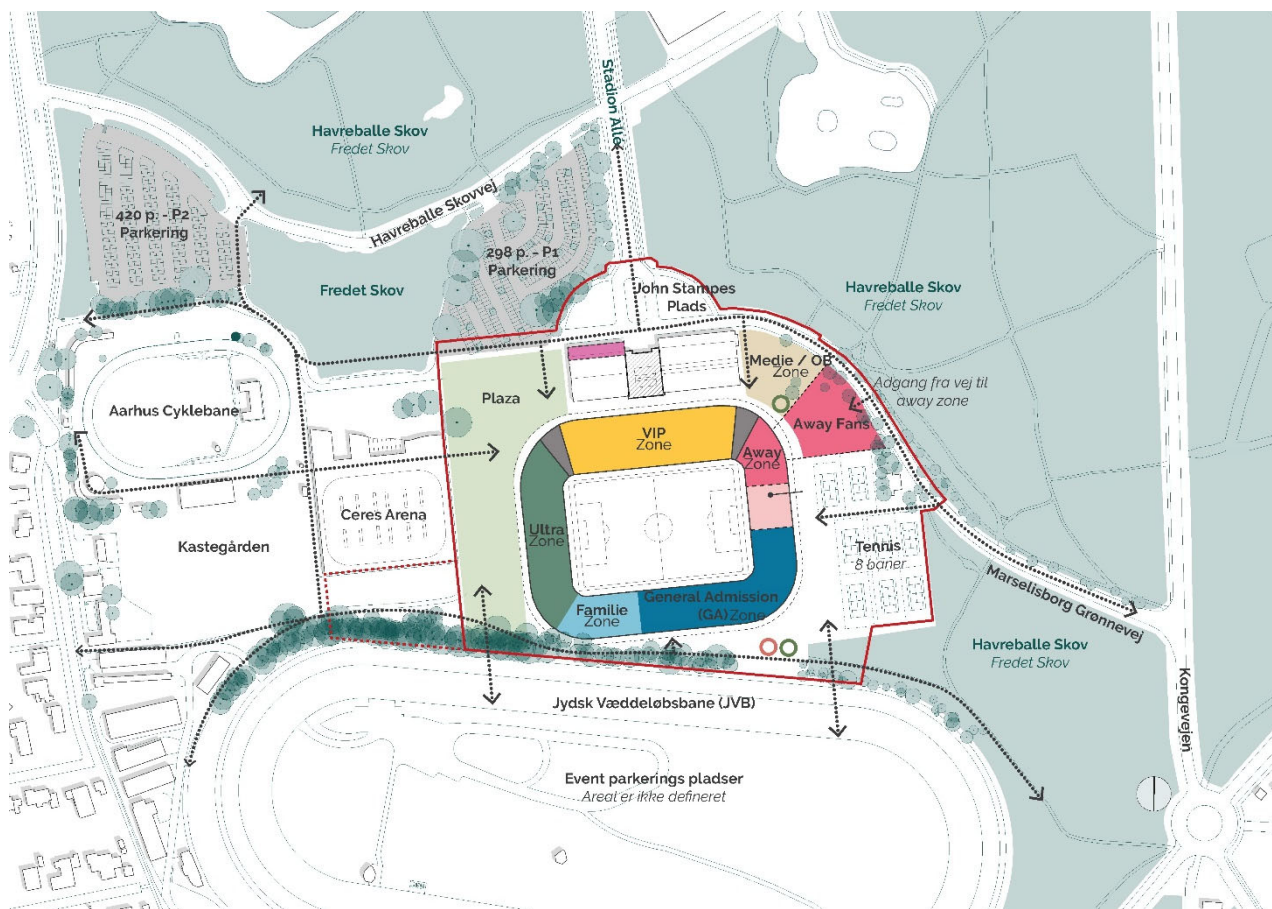 Stadion Allé
Havreballe Skov
Fredet Skov
420 p. - P2
Parkering
Havreballe Skovvej
298 p. - P1
Parkering
Fredet Skov
John Stampes
Plads
Havreballe Skov
Fredet Skov
Medie / OB
Zone
Adgang fra vej til
away zone
Away Fans
Aarhus Cyklebane
Plaza
VIP
Zone
Away
Zone
Ceres Arena
Ultra
Zone
Kastegården
Tennis
8 baner
Familie
Zone
General Admission
(GA) Zone
Marselisborg Grønnevej
Havreballe Skov
Fredet Skov
Kongevejen
Jydsk Væddeløbsbane (JVB)
Event parkerings pladser
Areal er ikke defineret